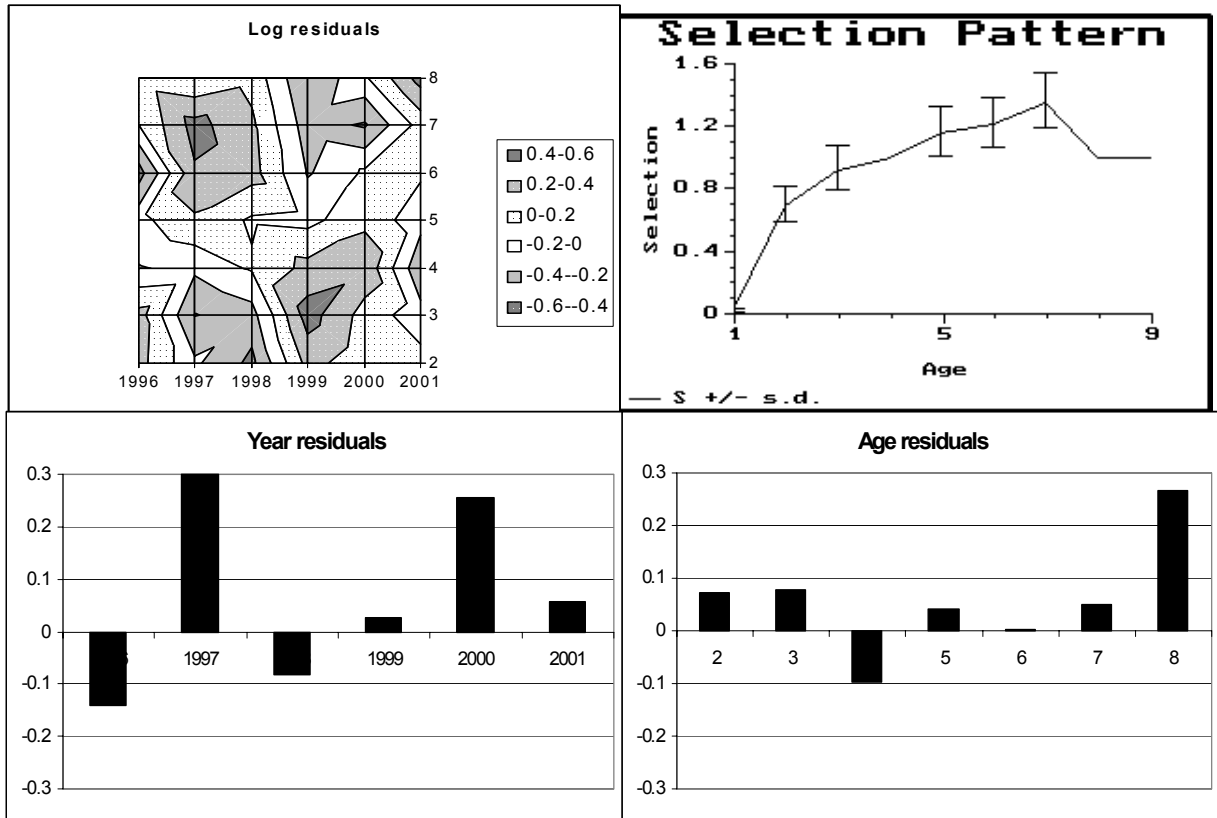 Log residuals
8
7
6
5
4
3
2
1996 1997 1998 1999 2000 2001
0.4-0.6
0.2-0.4
0-0.2
-0.2-0
-0.4--0.2
-0.6--0.4
Selection Pattern
1.6
1.2
0.8
0.4
0
Selection
1 5 9
Age
S +/- s.d.
Year residuals
0.3
0.2
0.1
0
-0.1
-0.2
-0.3
1997 1999 2000 2001
Age residuals
0.3
0.2
0.1
0
-0.1
-0.2
-0.3
2 3 5 6 7 8